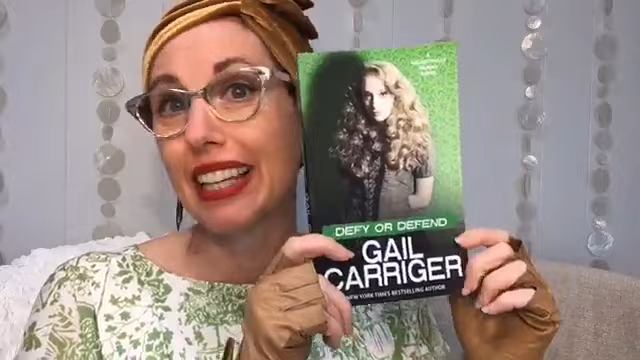 DEFY OR DEFEND
GAIL
CARRIGER
NEW YORK TIMES BESTSELLING AUTHOR